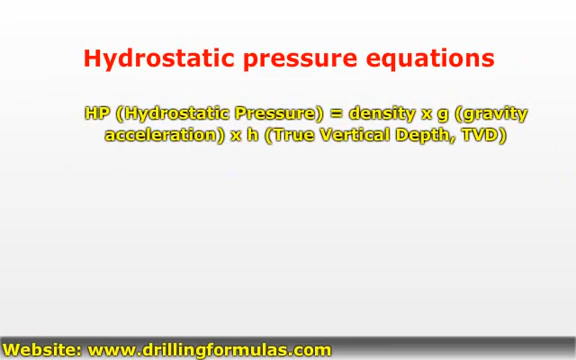 Hydrostatic pressure equations
HP (Hydrostatic Pressure) = density x g (gravity
acceleration) x h (True Vertical Depth, TVD)
Website: www.drillingformulas.com